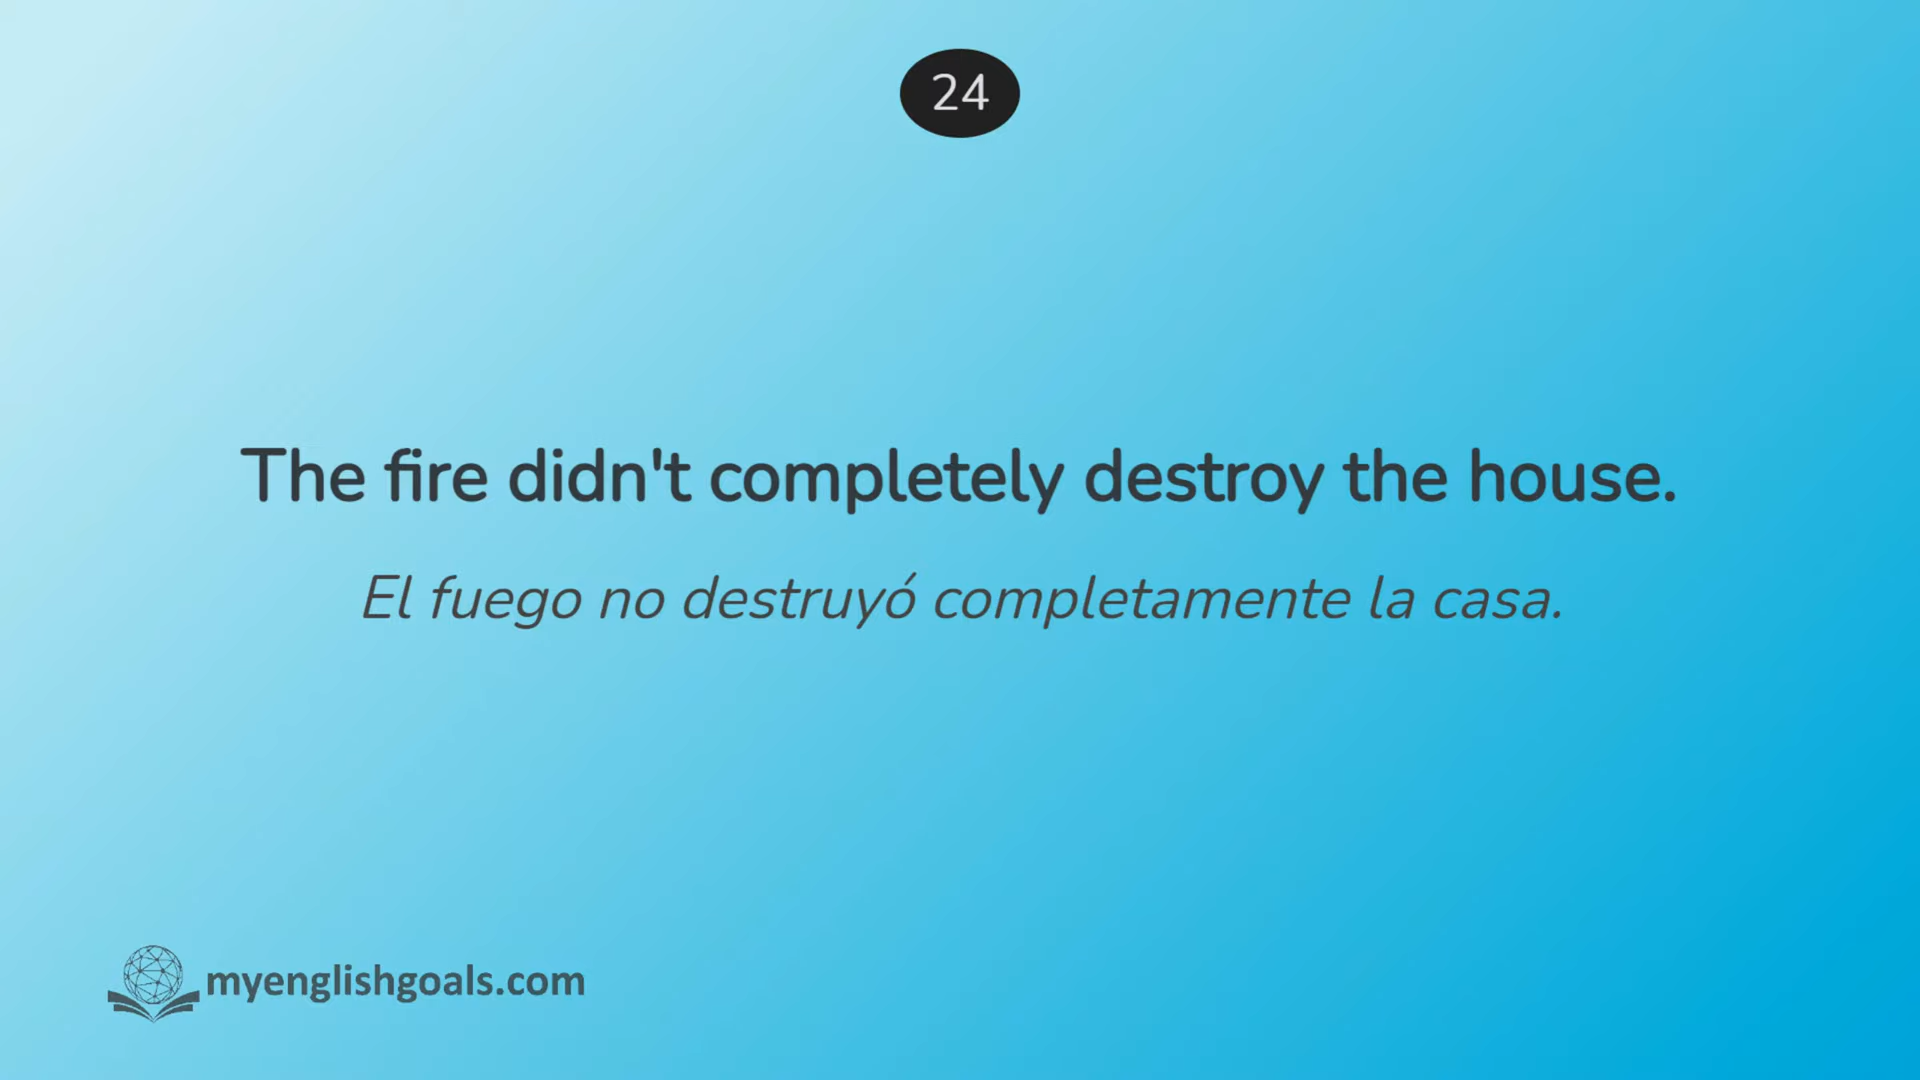 24
The fire didn't completely destroy the house.
El fuego no destruyó completamente la casa.
myenglishgoals.com